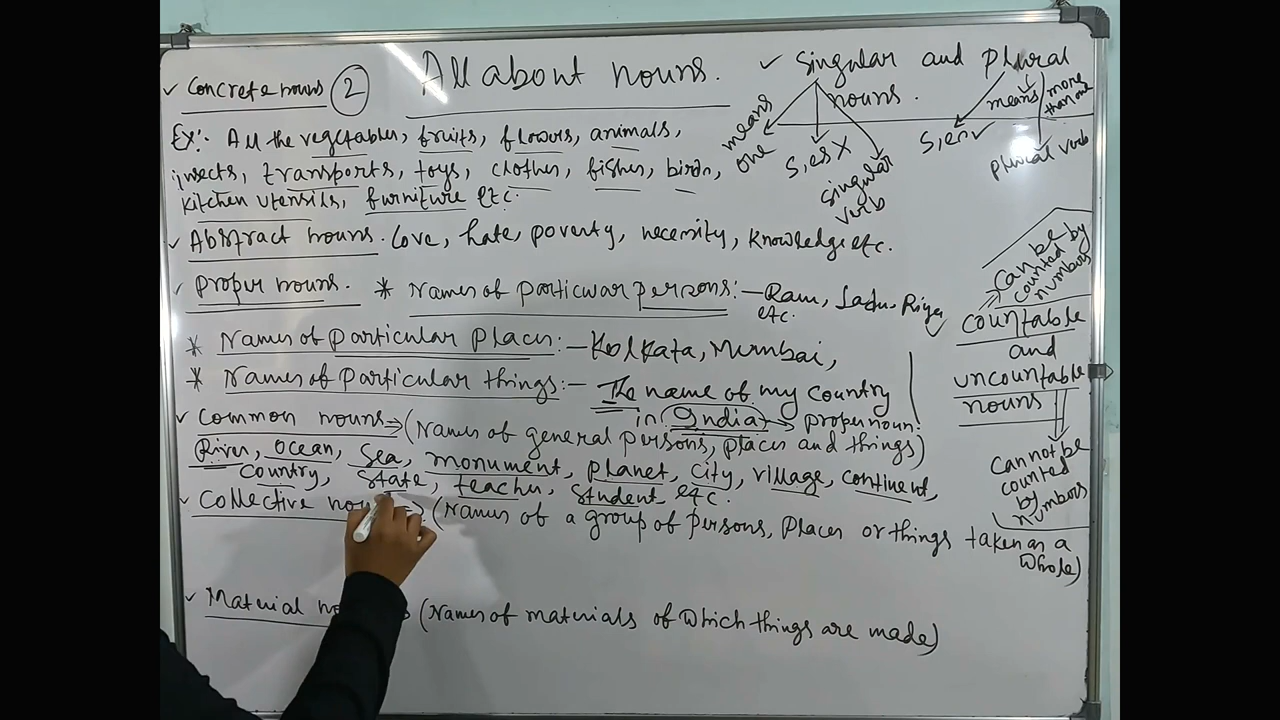 All about nouns.
✓ Concrete nouns 2
Ex:- All the vegetables, fruits, flowers, animals,
insects, transports, toys, clothes, fishes, birds,
kitchen utensils, furniture etc.
✓ Abstract nouns. Love, hate, poverty, necessity, knowledge etc.
✓ Proper nouns. * Names of particular persons:— Ram, Riya
etc.
* Names of particular places:— Kolkata, Mumbai,
* Names of particular things:— The name of my country
is India → proper noun.
✓ Common nouns → (Names of general persons, places and things)
River, ocean, sea, monument, planet, city, village, continent,
country, state, teacher, student etc.
✓ Collective (Names of a group of persons, places or things taken as a
whole)
✓ Material (Names of materials of which things are made)
✓ Singular and plural
nouns.
means
one
s, es X
singular
verb
means
more
than one
s, es ✓
plural verb
can be
counted by
numbers
✓ countable
and
uncountable
nouns
cannot be
counted
by
numbers